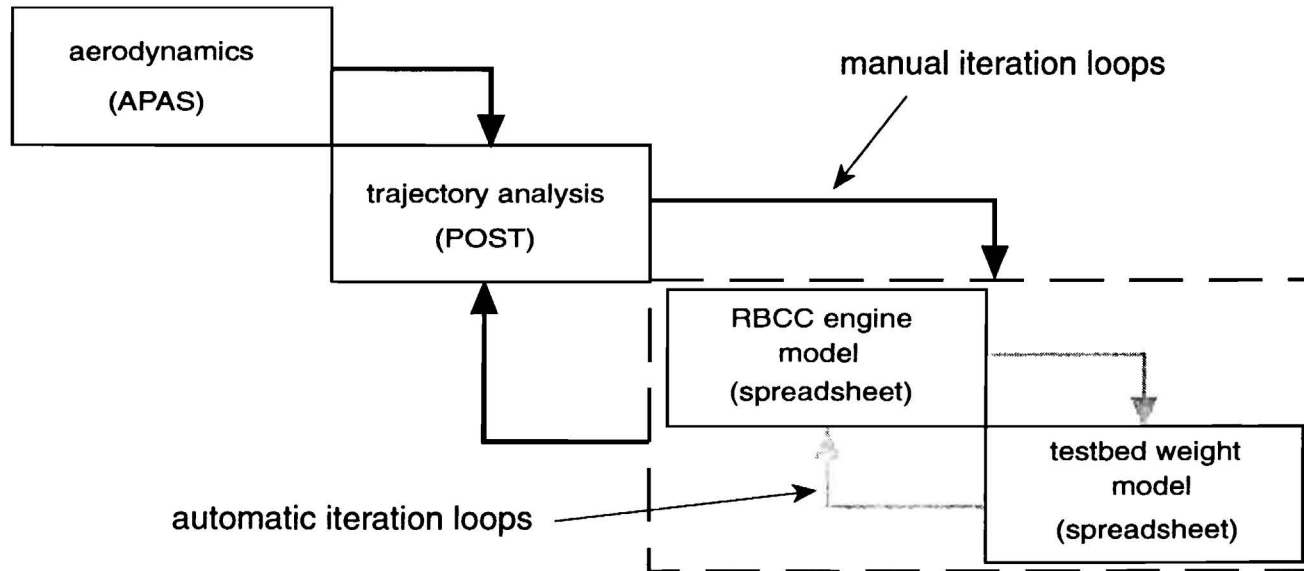 aerodynamics
(APAS)
manual iteration loops
trajectory analysis
(POST)
RBCC engine
model
(spreadsheet)
testbed weight
model
(spreadsheet)
automatic iteration loops